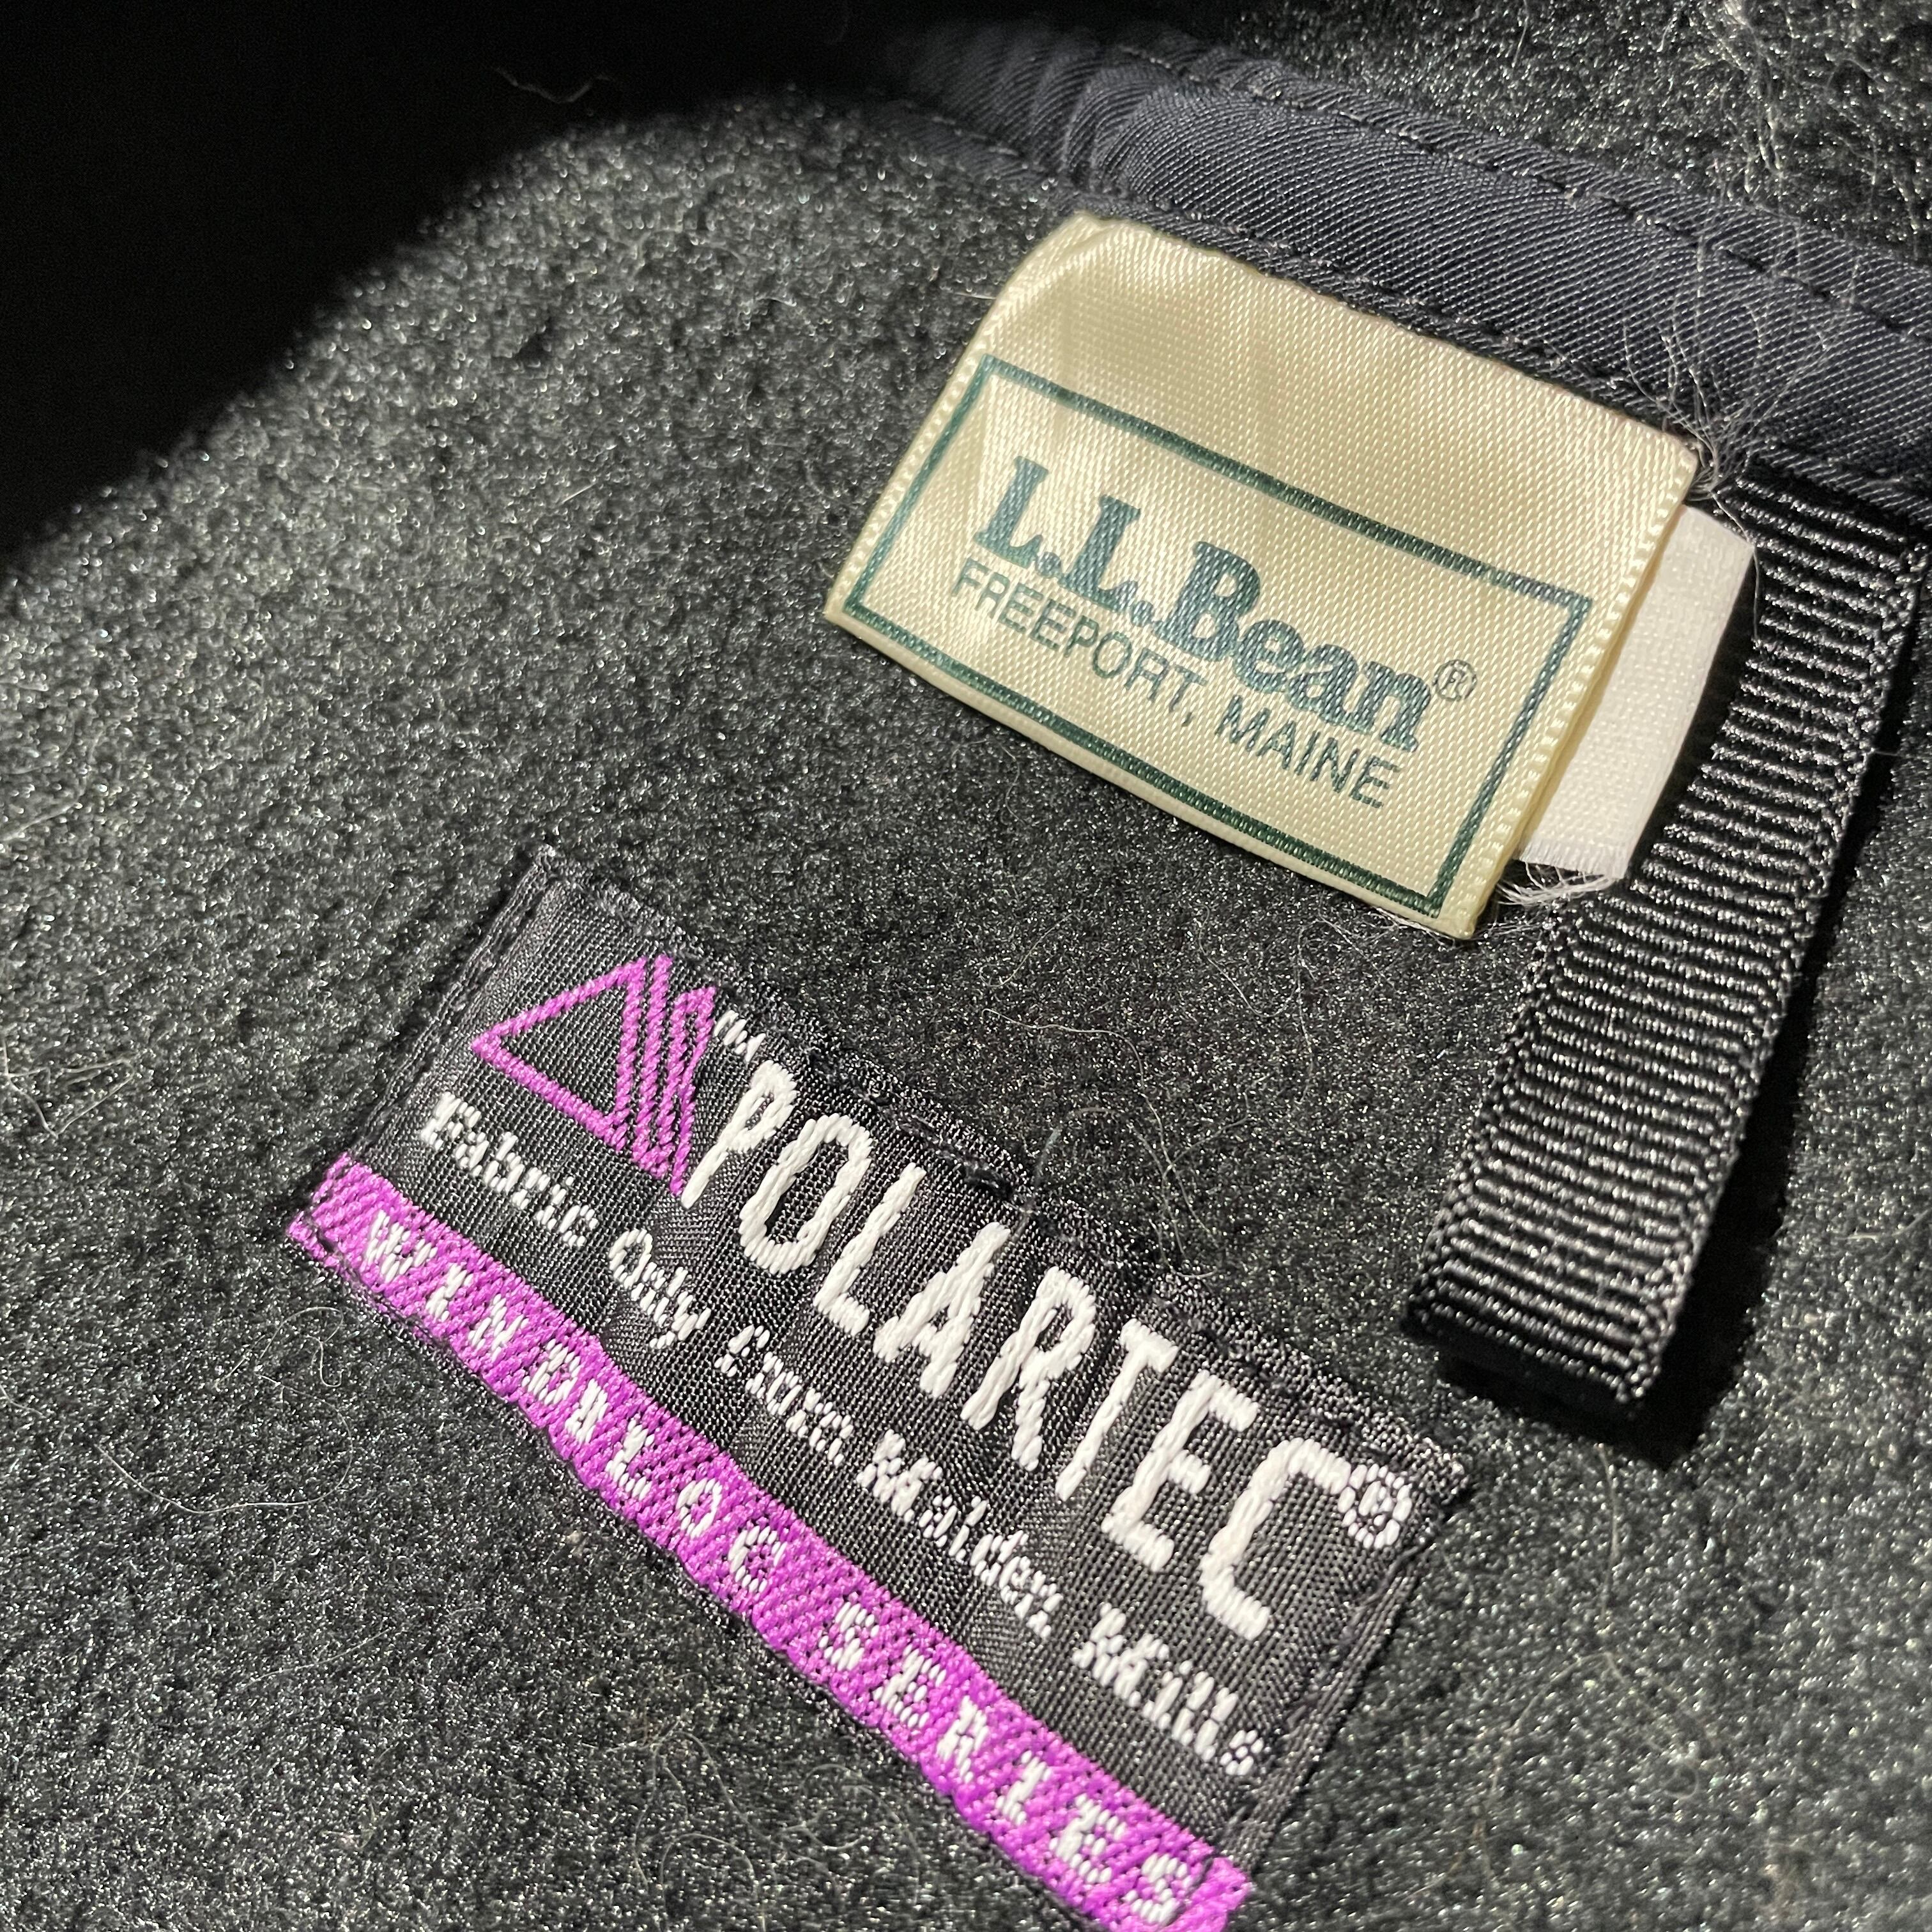 L.L.Bean®
FREEPORT, MAINE
™
POLARTEC®
Fabric Only from Malden Mills
WINDBLOC SERIES